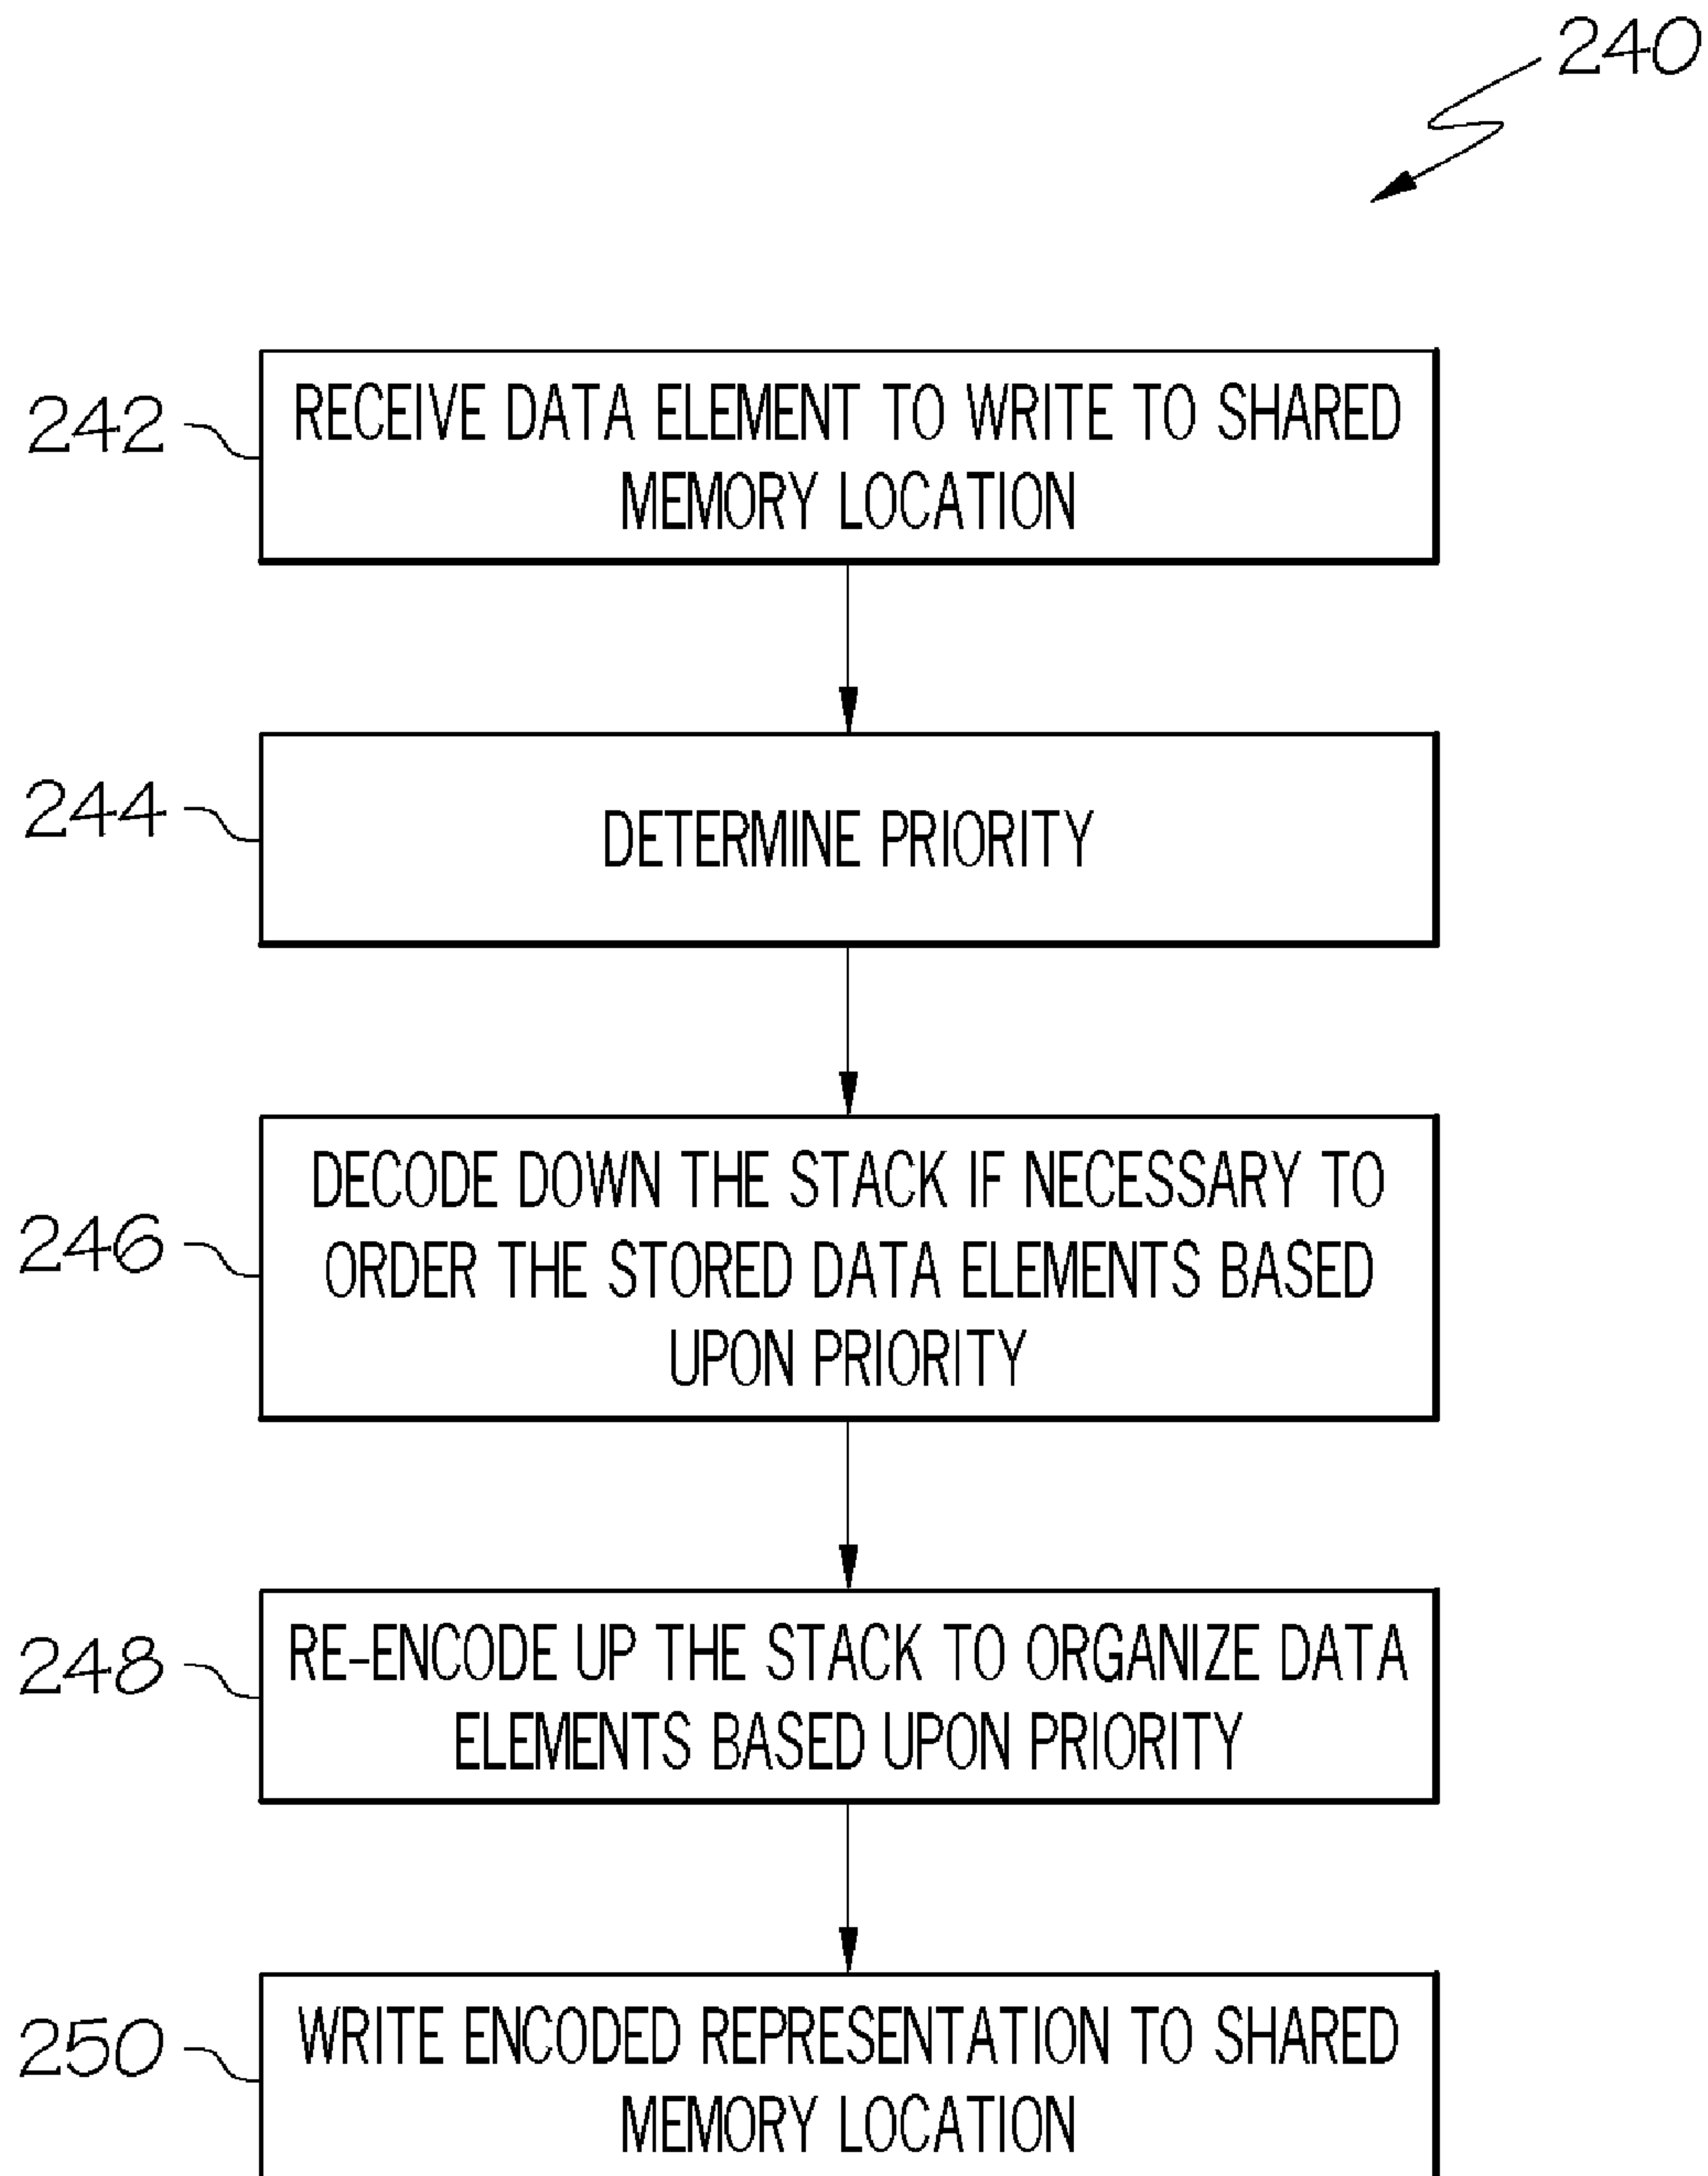 240
242
RECEIVE DATA ELEMENT TO WRITE TO SHARED
MEMORY LOCATION
244
DETERMINE PRIORITY
246
DECODE DOWN THE STACK IF NECESSARY TO
ORDER THE STORED DATA ELEMENTS BASED
UPON PRIORITY
248
RE-ENCODE UP THE STACK TO ORGANIZE DATA
ELEMENTS BASED UPON PRIORITY
250
WRITE ENCODED REPRESENTATION TO SHARED
MEMORY LOCATION